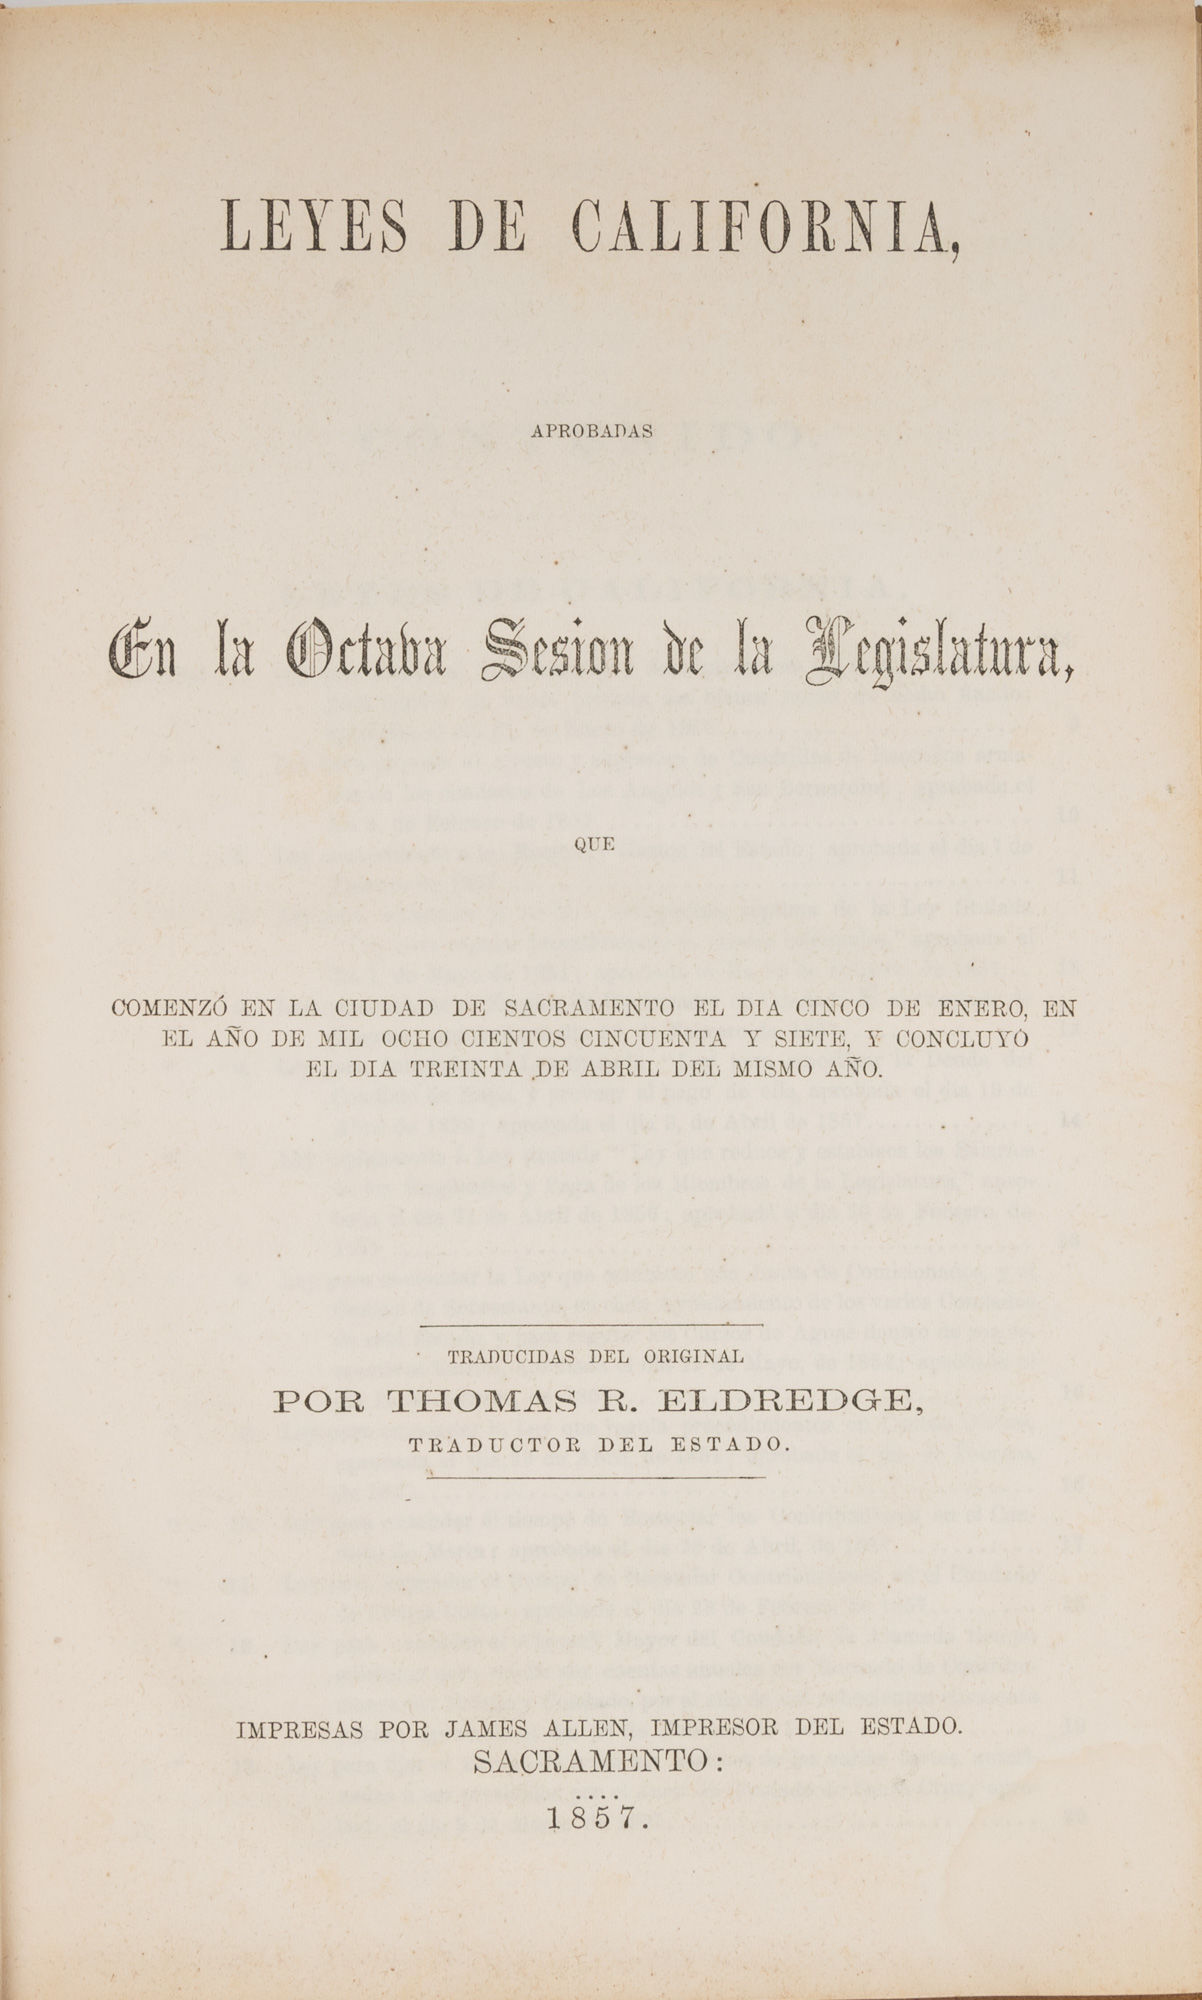 LEYES DE CALIFORNIA,
APROBADAS
En la Octava Sesion de la Legislatura,
QUE
COMENZÓ EN LA CIUDAD DE SACRAMENTO EL DIA CINCO DE ENERO, EN
EL AÑO DE MIL OCHO CIENTOS CINCUENTA Y SIETE, Y CONCLUYÓ
EL DIA TREINTA DE ABRIL DEL MISMO AÑO.
TRADUCIDAS DEL ORIGINAL
POR THOMAS R. ELDREDGE,
TRADUCTOR DEL ESTADO.
IMPRESAS POR JAMES ALLEN, IMPRESOR DEL ESTADO.
SACRAMENTO:
....
1857.